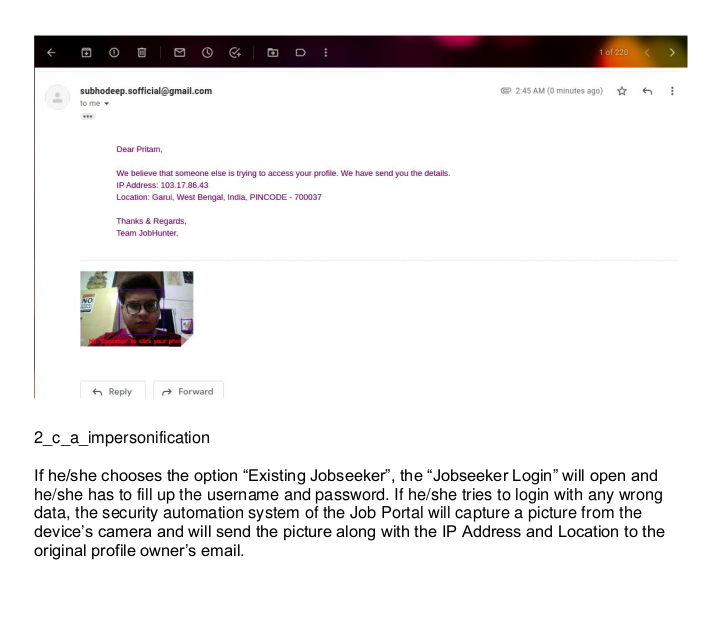 1 of 220
subhodeep.sofficial@gmail.com
2:45 AM (0 minutes ago)
to me
Dear Pritam,
We believe that someone else is trying to access your profile. We have send you the details.
IP Address: 103.17.86.43
Location: Garui, West Bengal, India, PINCODE - 700037
Thanks & Regards,
Team JobHunter.
NO
to click your
Reply Forward
2_c_a_impersonification
If he/she chooses the option “Existing Jobseeker”, the “Jobseeker Login” will open and
he/she has to fill up the username and password. If he/she tries to login with any wrong
data, the security automation system of the Job Portal will capture a picture from the
device’s camera and will send the picture along with the IP Address and Location to the
original profile owner’s email.